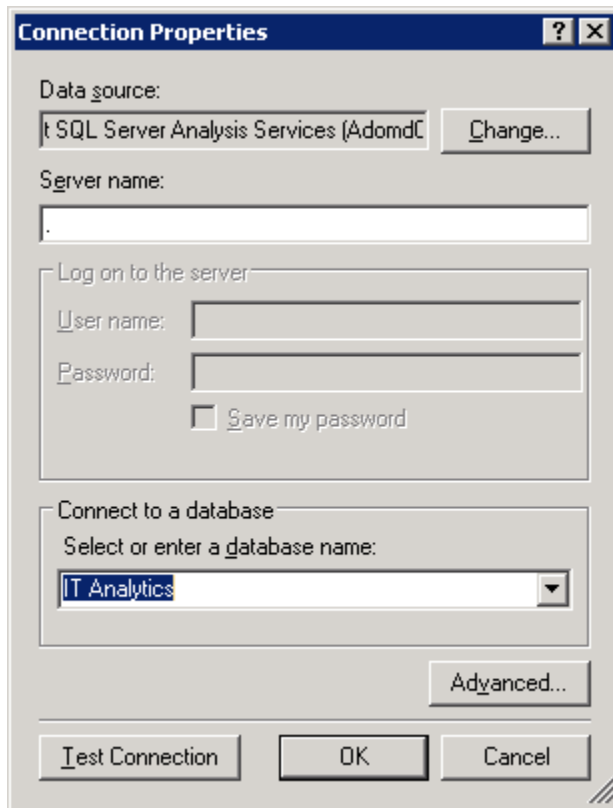 Connection Properties
Data source:
t SQL Server Analysis Services (AdomdC
Change...
Server name:
.
Log on to the server
User name:
Password:
Save my password
Connect to a database
Select or enter a database name:
IT Analytics
Advanced...
Test Connection
OK
Cancel